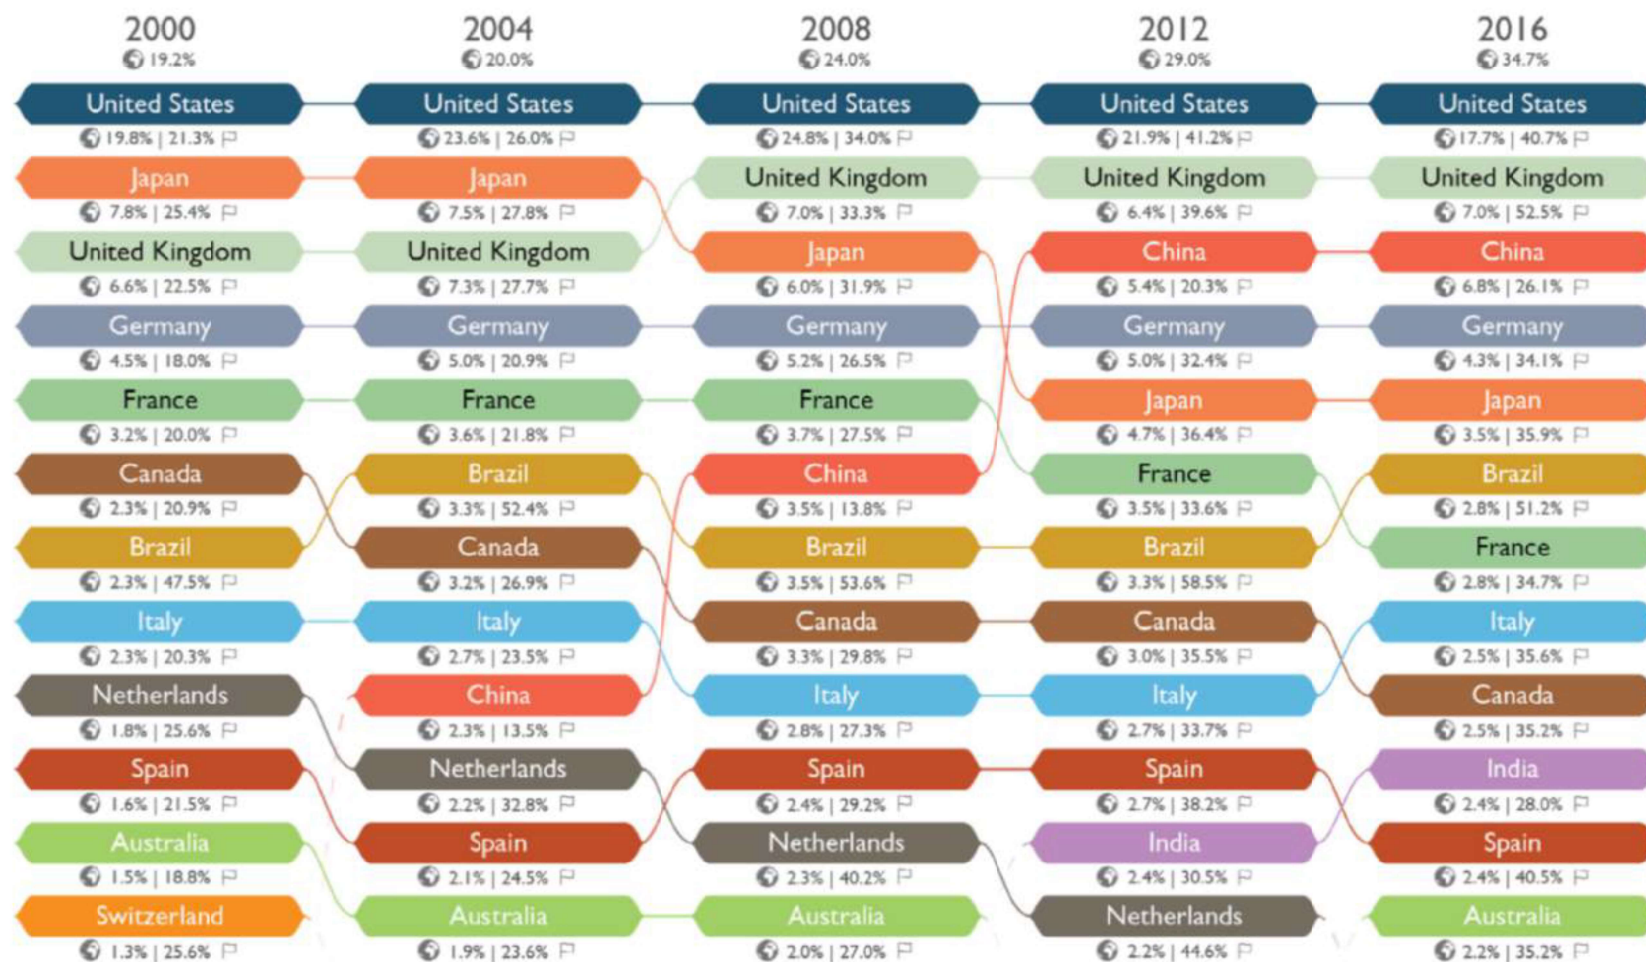 2000 2004 2008 2012 2016
19.2% 20.0% 24.0% 29.0% 34.7%
United States United States United States United States United States
19.8% | 21.3% 23.6% | 26.0% 24.8% | 34.0% 21.9% | 41.2% 17.7% | 40.7%
Japan Japan United Kingdom United Kingdom United Kingdom
7.8% | 25.4% 7.5% | 27.8% 7.0% | 33.3% 6.4% | 39.6% 7.0% | 52.5%
United Kingdom United Kingdom Japan China China
6.6% | 22.5% 7.3% | 27.7% 6.0% | 31.9% 5.4% | 20.3% 6.8% | 26.1%
Germany Germany Germany Germany Germany
4.5% | 18.0% 5.0% | 20.9% 5.2% | 26.5% 5.0% | 32.4% 4.3% | 34.1%
France France France Japan Japan
3.2% | 20.0% 3.6% | 21.8% 3.7% | 27.5% 4.7% | 36.4% 3.5% | 35.9%
Canada Brazil China France Brazil
2.3% | 20.9% 3.3% | 52.4% 3.5% | 13.8% 3.5% | 33.6% 2.8% | 51.2%
Brazil Canada Brazil Brazil France
2.3% | 47.5% 3.2% | 26.9% 3.5% | 53.6% 3.3% | 58.5% 2.8% | 34.7%
Italy Italy Canada Canada Italy
2.3% | 20.3% 2.7% | 23.5% 3.3% | 29.8% 3.0% | 35.5% 2.5% | 35.6%
Netherlands China Italy Italy Canada
1.8% | 25.6% 2.3% | 13.5% 2.8% | 27.3% 2.7% | 33.7% 2.5% | 35.2%
Spain Netherlands Spain Spain India
1.6% | 21.5% 2.2% | 32.8% 2.4% | 29.2% 2.7% | 38.2% 2.4% | 28.0%
Australia Spain Netherlands India Spain
1.5% | 18.8% 2.1% | 24.5% 2.3% | 40.2% 2.4% | 30.5% 2.4% | 40.5%
Switzerland Australia Australia Netherlands Australia
1.3% | 25.6% 1.9% | 23.6% 2.0% | 27.0% 2.2% | 44.6% 2.2% | 35.2%